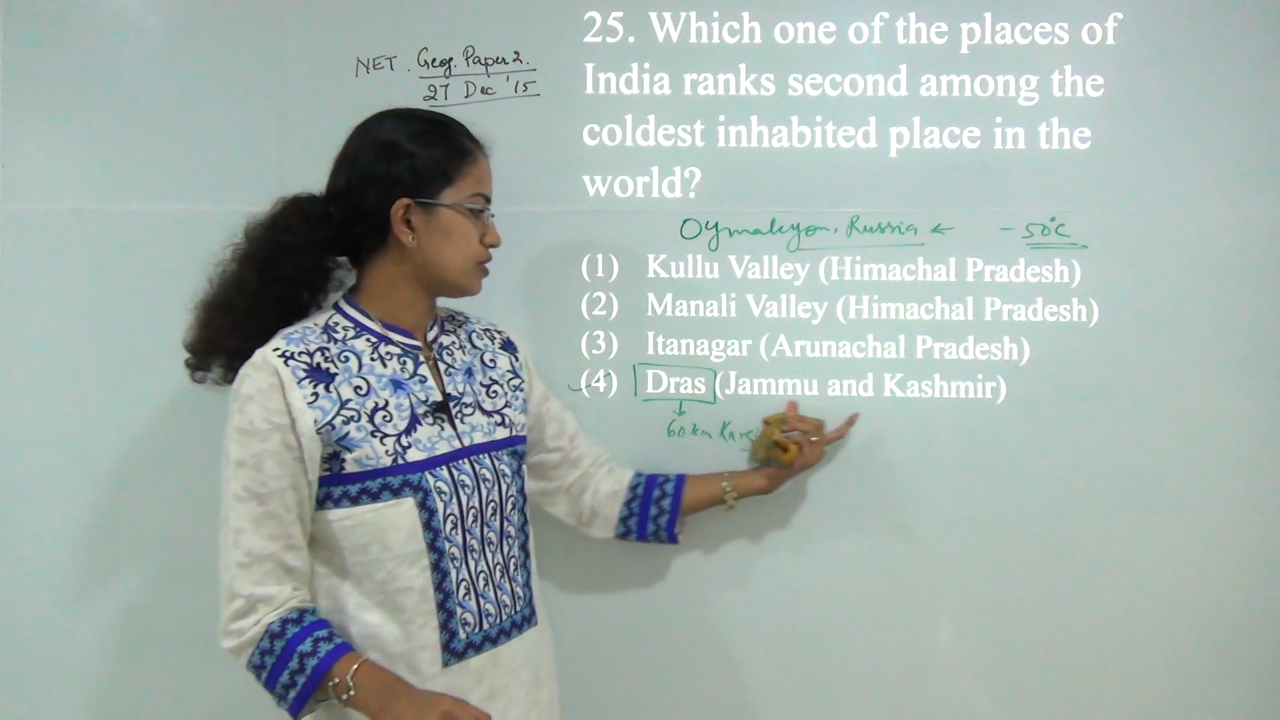 NET. Geog. Paper 2.
27 Dec '15
25. Which one of the places of
India ranks second among the
coldest inhabited place in the
world?
Oymakyon, Russia ← -50°C
(1) Kullu Valley (Himachal Pradesh)
(2) Manali Valley (Himachal Pradesh)
(3) Itanagar (Arunachal Pradesh)
(4) Dras (Jammu and Kashmir)
60 km